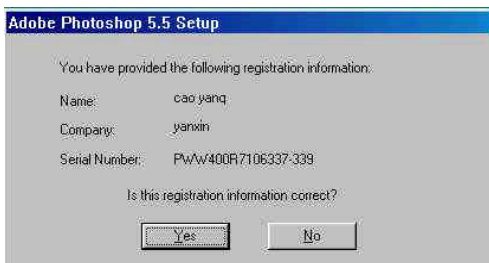 Adobe Photoshop 5.5 Setup
You have provided the following registration information:
Name: cao yang
Company: yanxin
Serial Number: PWW400R7106337-339
Is this registration information correct?
Yes No